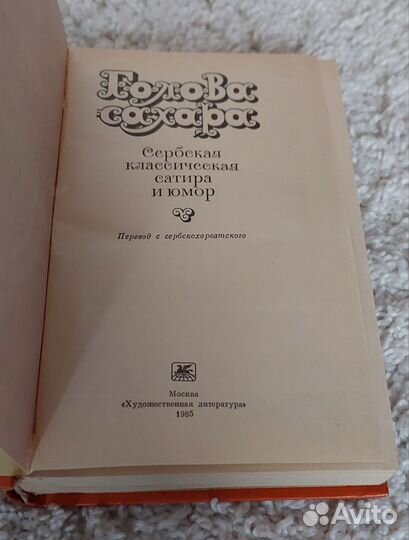 Голова
сахара
Сербская
классическая
сатира
и юмор
Перевод с сербскохорватского
Москва
«Художественная литература»
1985
Avito